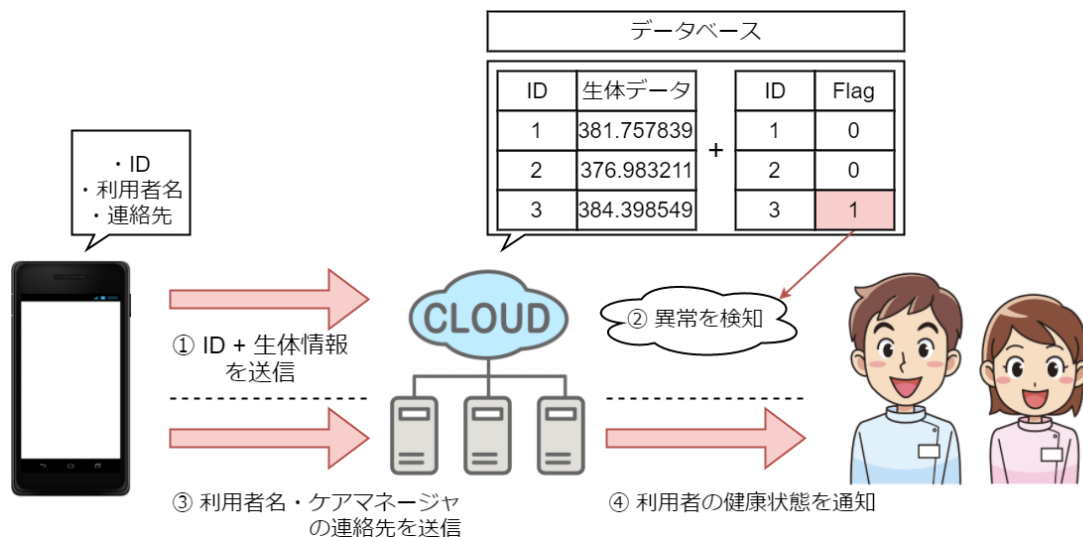 データベース
ID 生体データ
1 381.757839
2 376.983211
3 384.398549
+
ID Flag
1 0
2 0
3 1
・ID
・利用者名
・連絡先
CLOUD
① ID + 生体情報
を送信
② 異常を検知
③ 利用者名・ケアマネージャ
の連絡先を送信
④ 利用者の健康状態を通知